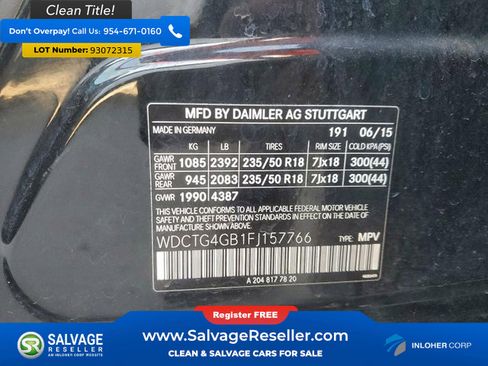 Clean Title!
Don't Overpay! Call Us: 954-671-0160
Lot Number: 93072315
MFD BY DAIMLER AG STUTTGART
MADE IN GERMANY 191 06/15
KG LB TIRES RIM SIZE COLD KPA(PSI)
GAWR FRONT 1085 2392 235/50 R18 7Jx18 300(44)
GAWR REAR 945 2083 235/50 R18 7Jx18 300(44)
GVWR 1990 4387
THIS VEHICLE CONFORMS TO ALL APPLICABLE FEDERAL MOTOR VEHICLE
SAFETY AND THEFT PREVENTION STANDARDS IN EFFECT ON THE DATE
OF MANUFACTURE SHOWN ABOVE.
WDCTG4GB1FJ157766 TYPE: MPV
A 204 817 78 20
Register FREE
SALVAGE RESELLER
AN INLOHER CORP WEBSITE
www.SalvageReseller.com
CLEAN & SALVAGE CARS FOR SALE
INLOHER CORP